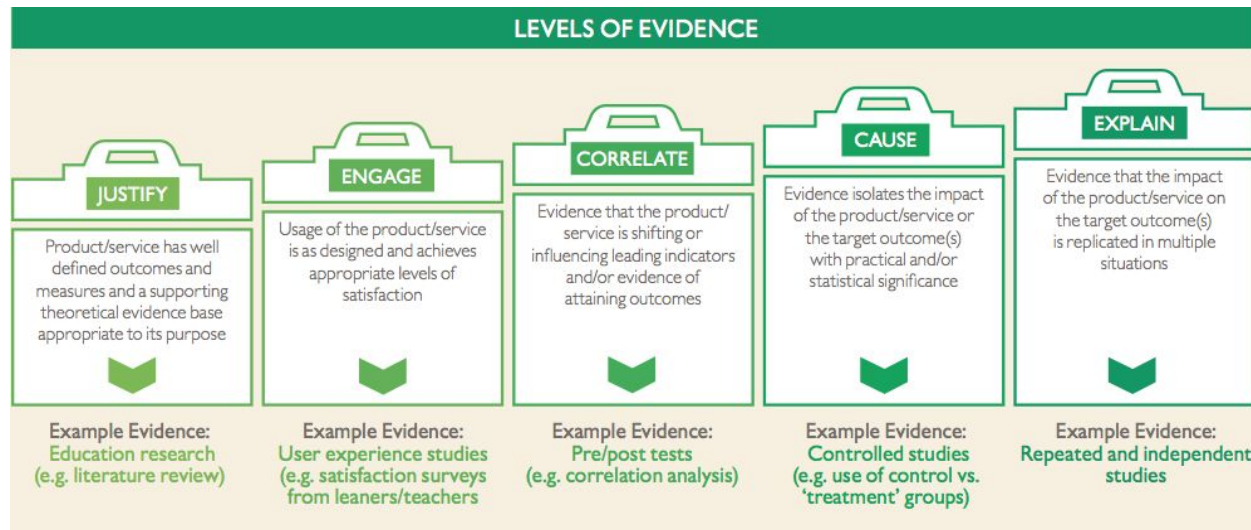 LEVELS OF EVIDENCE
JUSTIFY
Product/service has well
defined outcomes and
measures and a supporting
theoretical evidence base
appropriate to its purpose
Example Evidence:
Education research
(e.g. literature review)
ENGAGE
Usage of the product/service
is as designed and achieves
appropriate levels of
satisfaction
Example Evidence:
User experience studies
(e.g. satisfaction surveys
from leaners/teachers
CORRELATE
Evidence that the product/
service is shifting or
influencing leading indicators
and/or evidence of
attaining outcomes
Example Evidence:
Pre/post tests
(e.g. correlation analysis)
CAUSE
Evidence isolates the impact
of the product/service or
the target outcome(s)
with practical and/or
statistical significance
Example Evidence:
Controlled studies
(e.g. use of control vs.
‘treatment’ groups)
EXPLAIN
Evidence that the impact
of the product/service on
the target outcome(s)
is replicated in multiple
situations
Example Evidence:
Repeated and independent
studies